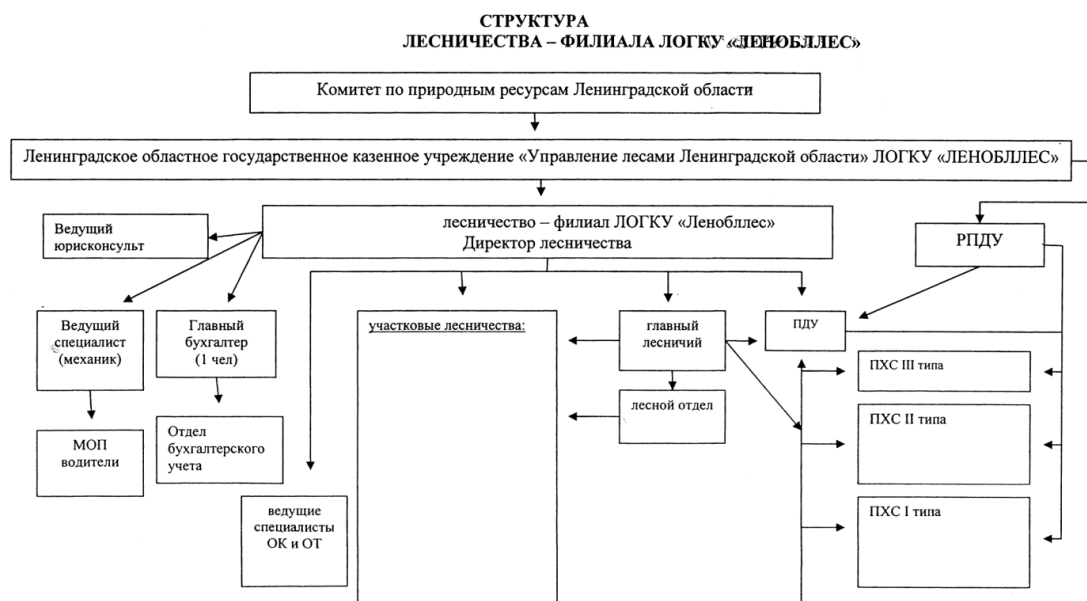 СТРУКТУРА
ЛЕСНИЧЕСТВА – ФИЛИАЛА ЛОГКУ «ЛЕНОБЛЛЕС»
Комитет по природным ресурсам Ленинградской области
Ленинградское областное государственное казенное учреждение «Управление лесами Ленинградской области» ЛОГКУ «ЛЕНОБЛЛЕС»
Ведущий
юрисконсульт
лесничество – филиал ЛОГКУ «Ленобллес»
Директор лесничества
РПДУ
Ведущий
специалист
(механик)
Главный
бухгалтер
(1 чел)
участковые лесничества:
главный
лесничий
ПДУ
ПХС III типа
лесной отдел
ПХС II типа
МОП
водители
Отдел
бухгалтерского
учета
ведущие
специалисты
ОК и ОТ
ПХС I типа